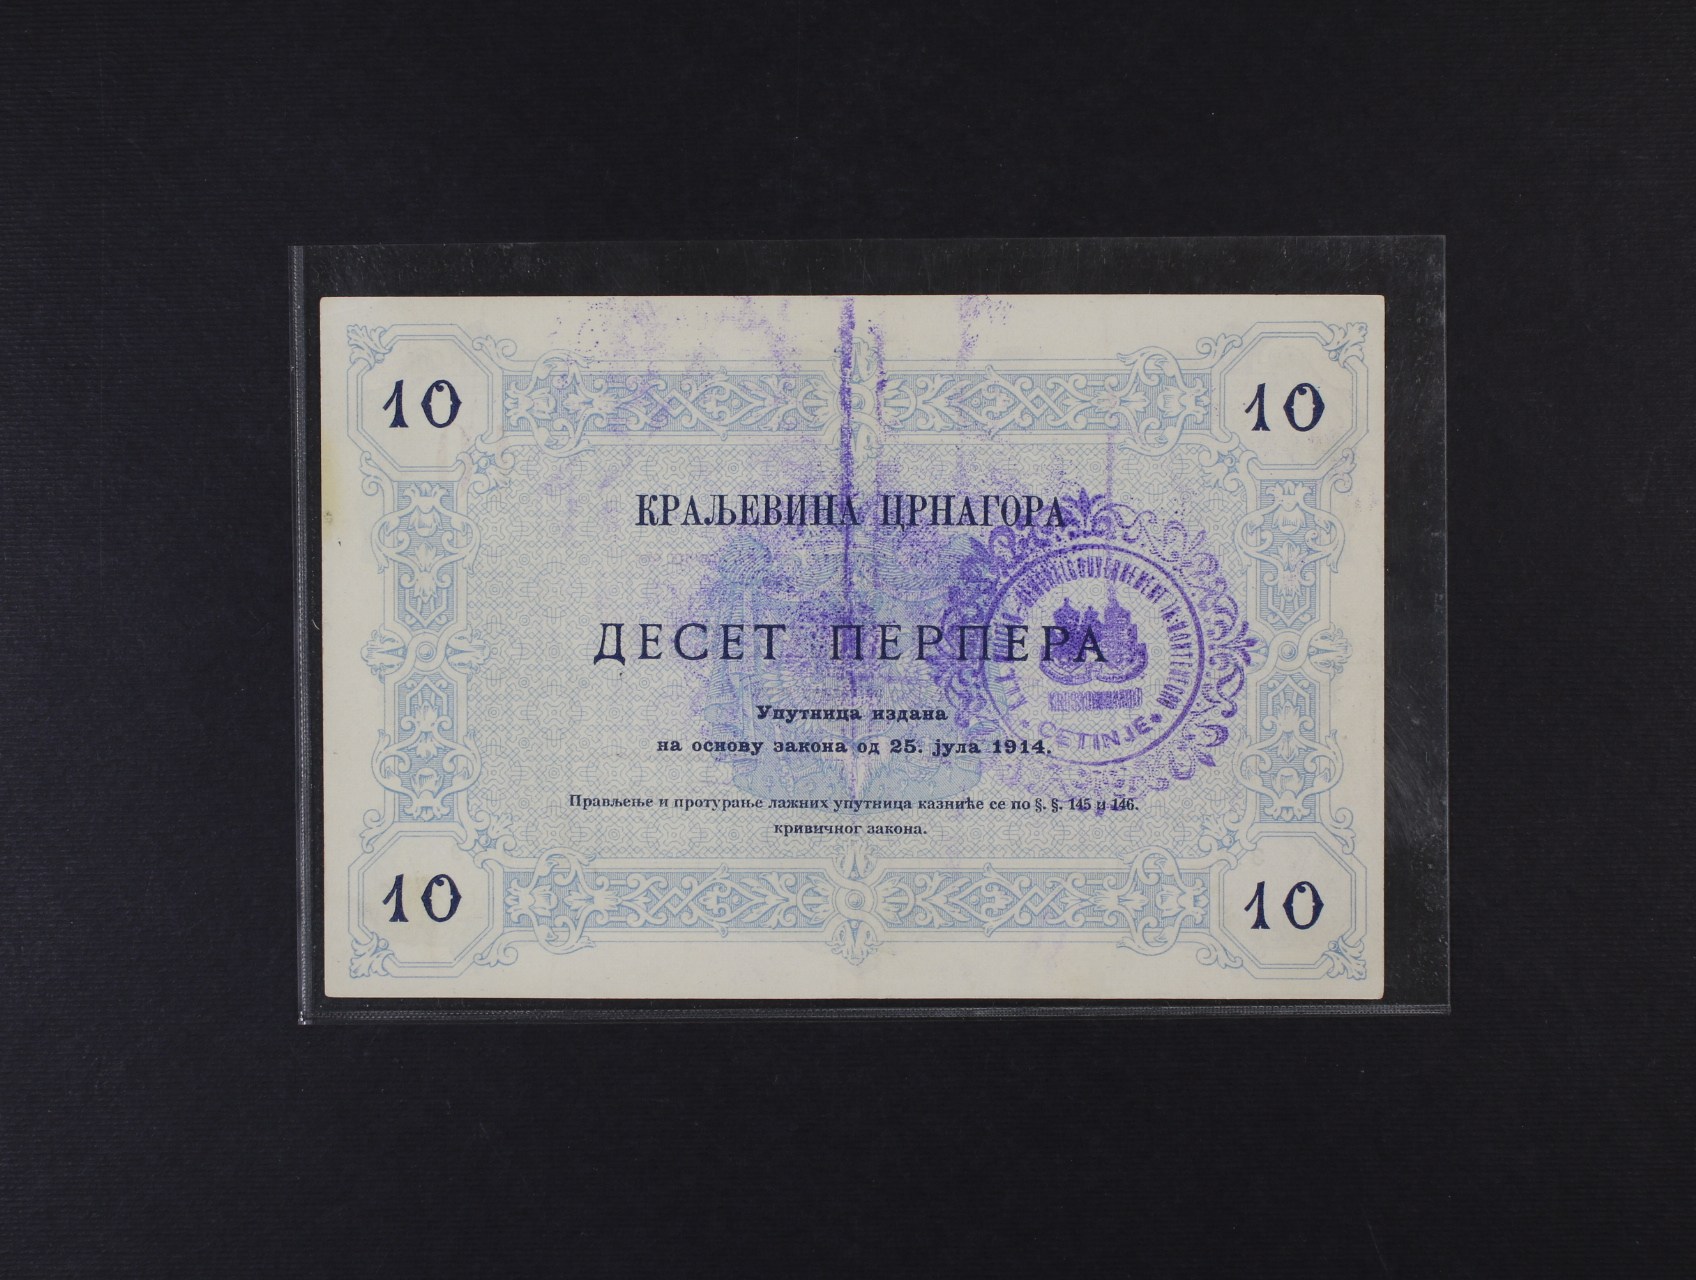 10 10
КРАЉЕВИНА ЦРНАГОРА
ДЕСЕТ ПЕРПЕРА
Упутница издана
на основу закона од 25. јула 1914.
Прављење и протурање лажних упутница казниће се по §. §. 145 и 146.
кривичног закона.
CETINJE
10 10